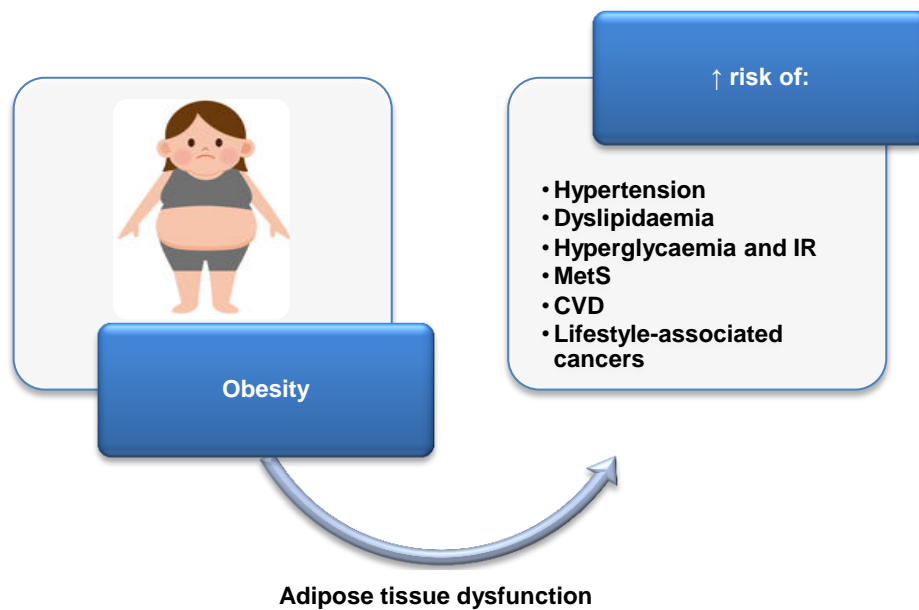 Obesity
↑ risk of:
• Hypertension
• Dyslipidaemia
• Hyperglycaemia and IR
• MetS
• CVD
• Lifestyle-associated
cancers
Adipose tissue dysfunction